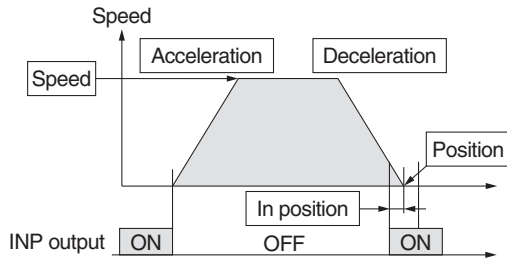 Speed
Acceleration
Deceleration
Speed
Position
In position
INP output
ON
OFF
ON